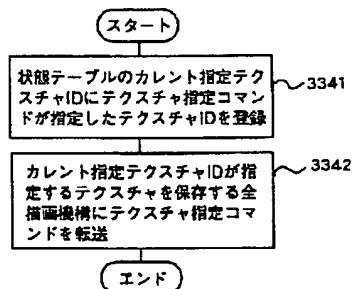 スタート
状態テーブルのカレント指定テク
スチャIDにテクスチャ指定コマン
ドが指定したテクスチャIDを登録
3341
カレント指定テクスチャIDが指
定するテクスチャを保存する全
描画機構にテクスチャ指定コマ
ンドを転送
3342
エンド